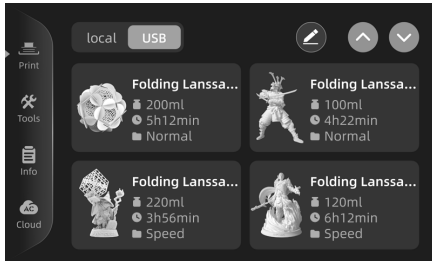 local USB
Print
Tools
Info
AC
Cloud
Folding Lanssa...
200ml
5h12min
Normal
Folding Lanssa...
100ml
4h22min
Normal
Folding Lanssa...
220ml
3h56min
Speed
Folding Lanssa...
120ml
6h12min
Speed